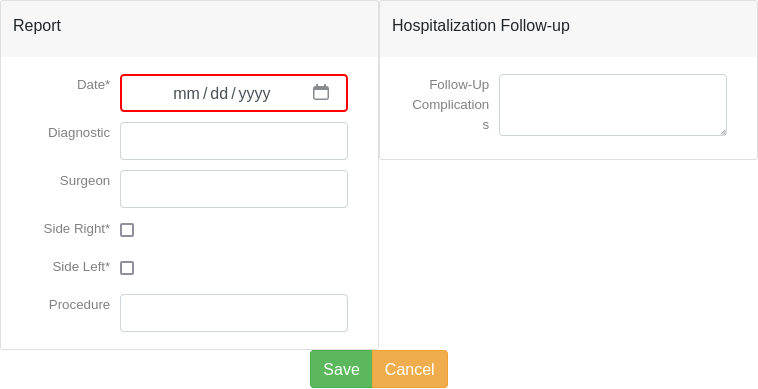 Report
Date*
mm/dd/yyyy
Diagnostic
Surgeon
Side Right*
Side Left*
Procedure
Hospitalization Follow-up
Follow-Up
Complication
s
Save
Cancel